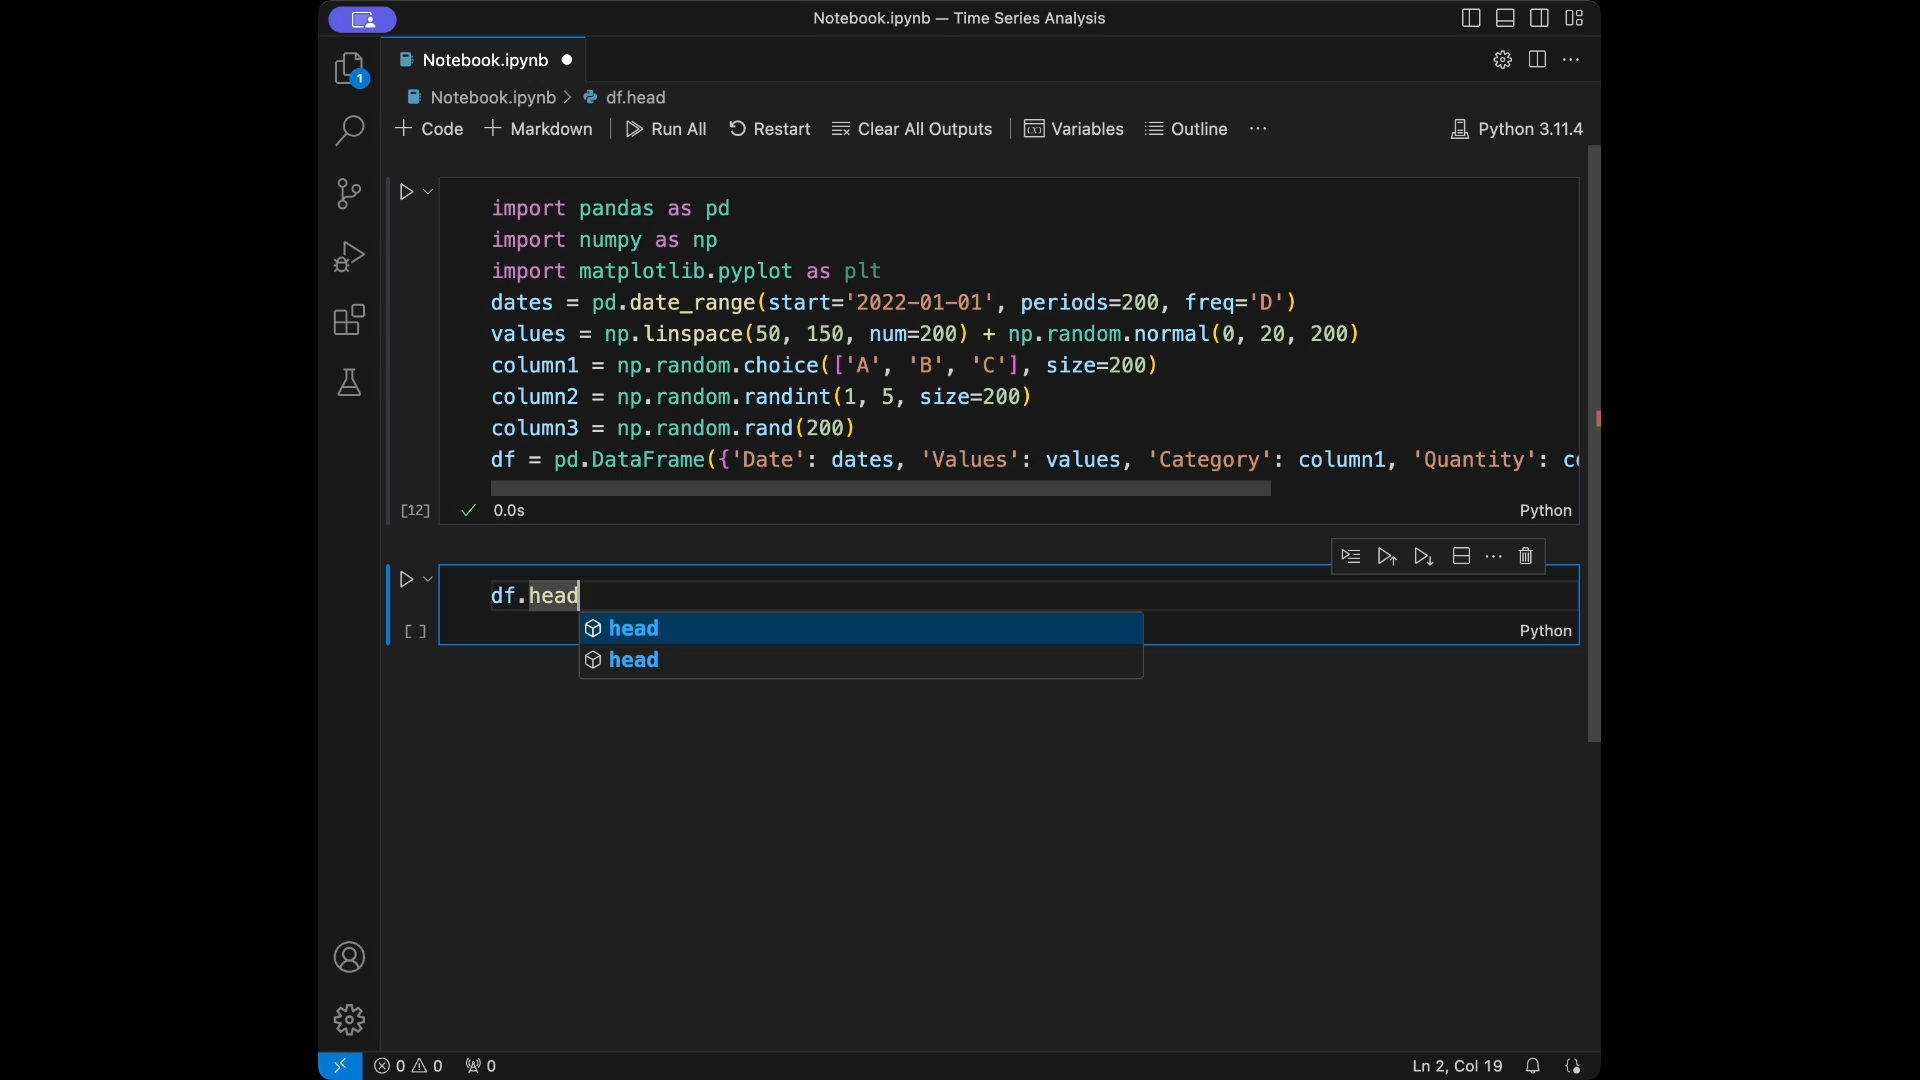 Notebook.ipynb — Time Series Analysis
1
Notebook.ipynb
Notebook.ipynb > df.head
+ Code + Markdown Run All Restart Clear All Outputs Variables Outline ... Python 3.11.4
import pandas as pd
import numpy as np
import matplotlib.pyplot as plt
dates = pd.date_range(start='2022-01-01', periods=200, freq='D')
values = np.linspace(50, 150, num=200) + np.random.normal(0, 20, 200)
column1 = np.random.choice(['A', 'B', 'C'], size=200)
column2 = np.random.randint(1, 5, size=200)
column3 = np.random.rand(200)
df = pd.DataFrame({'Date': dates, 'Values': values, 'Category': column1, 'Quantity': c
[12] 0.0s Python
df.head
[ ] Python
head
head
0 0 0 Ln 2, Col 19